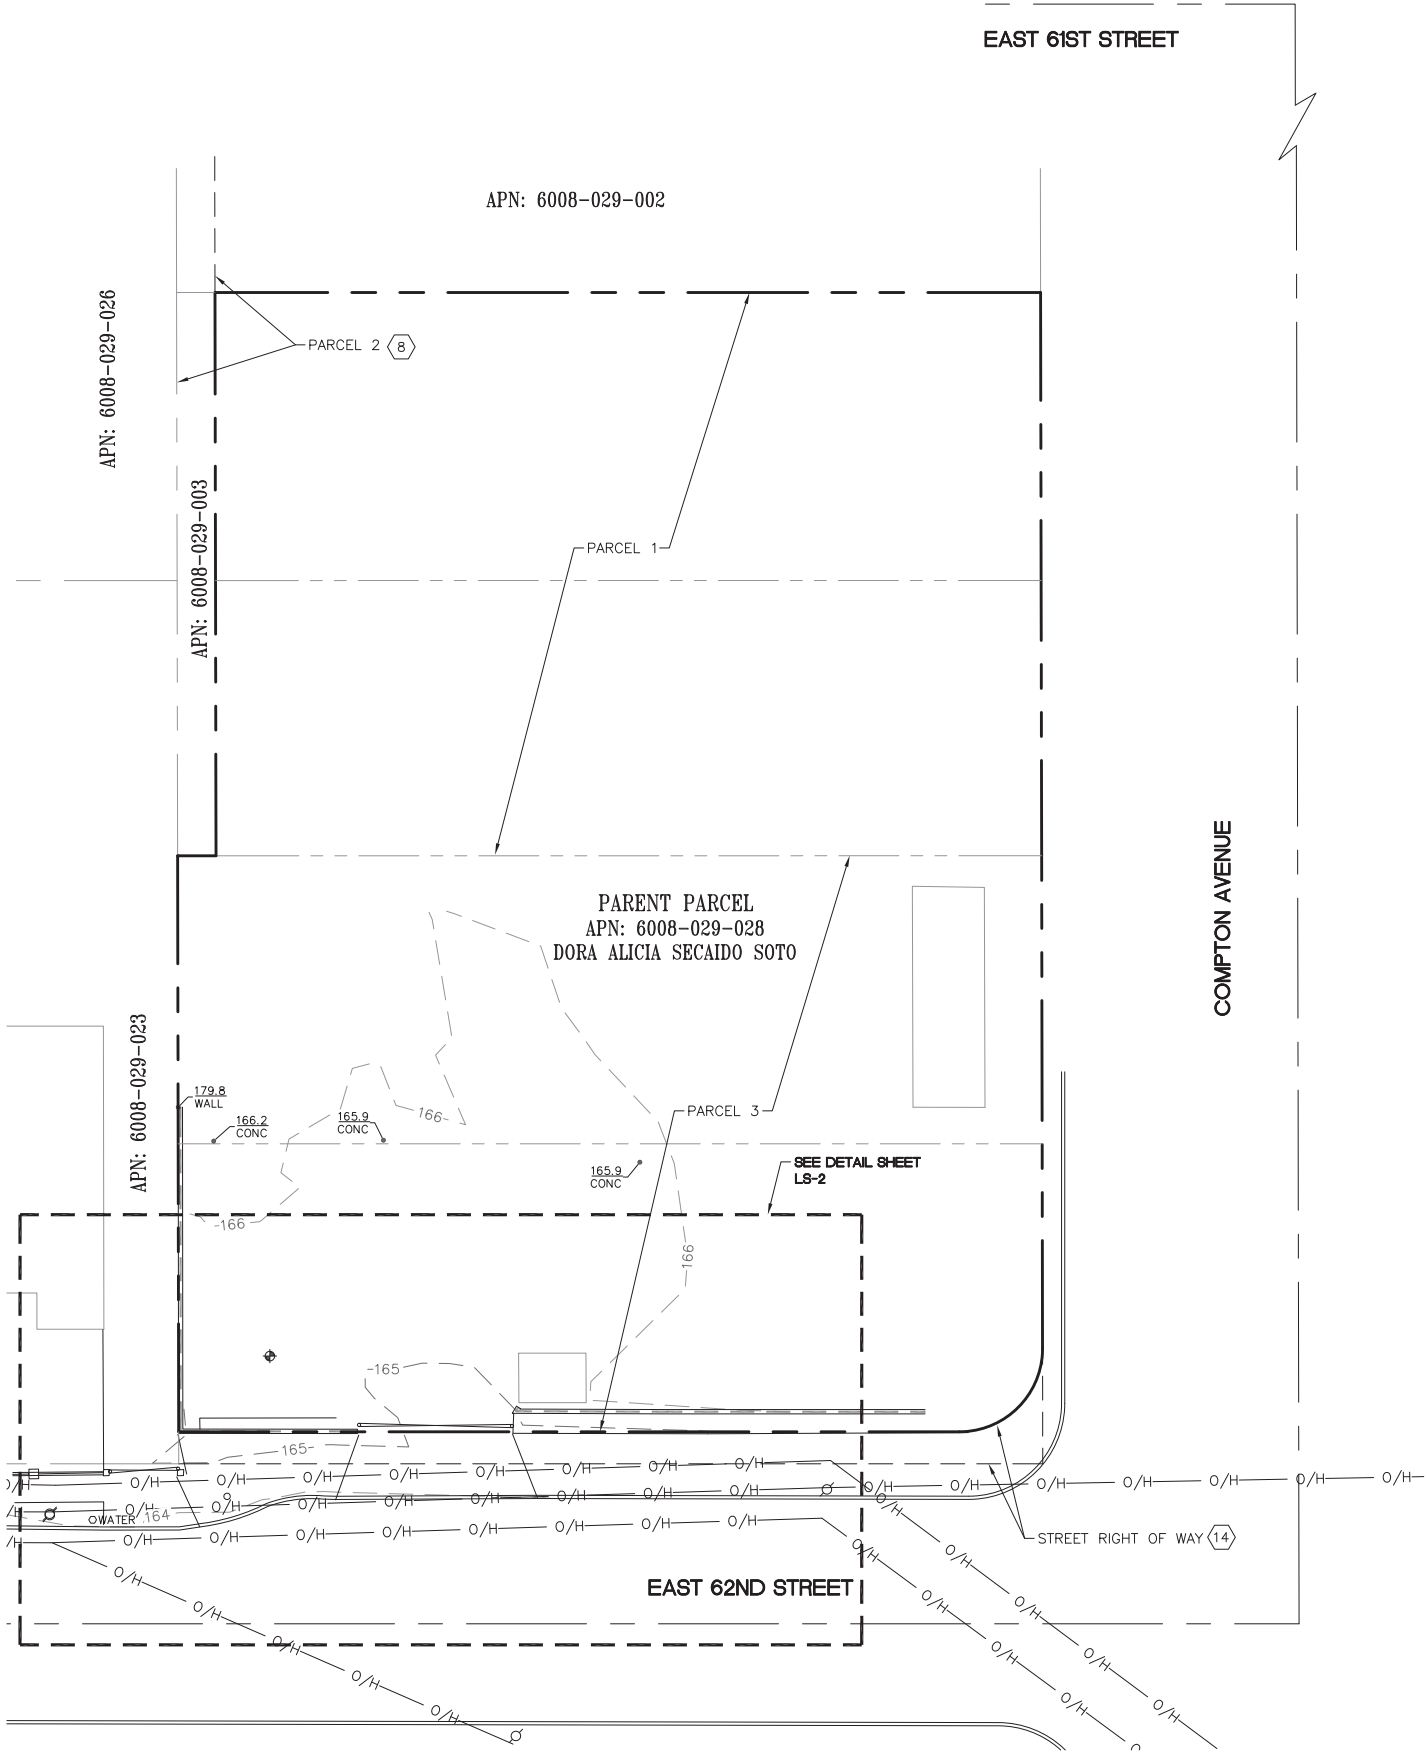 EAST 61ST STREET
APN: 6008-029-002
APN: 6008-029-026
PARCEL 2 8
APN: 6008-029-003
PARCEL 1
COMPTON AVENUE
PARENT PARCEL
APN: 6008-029-028
DORA ALICIA SECAIDO SOTO
APN: 6008-029-023
179.8
WALL
166.2
CONC
165.9
CONC
166
PARCEL 3
165.9
CONC
SEE DETAIL SHEET
LS-2
166
166
165
165
O/H O/H O/H O/H O/H O/H O/H O/H O/H
O/H O/H O/H O/H O/H O/H O/H O/H O/H O/H O/H O/H O/H O/H O/H
WATER 164
O/H O/H O/H O/H O/H O/H O/H O/H O/H
STREET RIGHT OF WAY 14
EAST 62ND STREET
O/H O/H O/H O/H O/H
O/H O/H O/H O/H
O/H O/H O/H O/H O/H